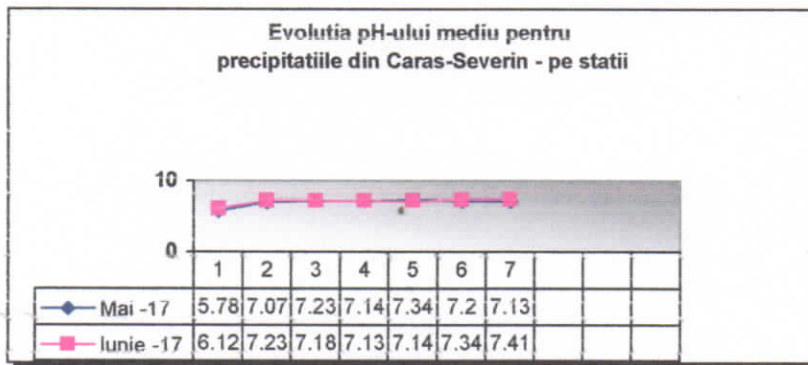 Evolutia pH-ului mediu pentru
precipitatiile din Caras-Severin - pe statii
10
0
1 2 3 4 5 6 7
Mai -17 5.78 7.07 7.23 7.14 7.34 7.2 7.13
Iunie -17 6.12 7.23 7.18 7.13 7.14 7.34 7.41